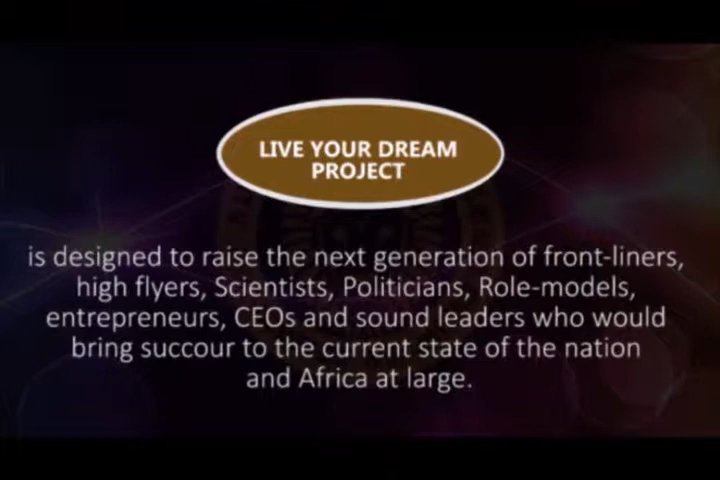 LIVE YOUR DREAM
PROJECT
is designed to raise the next generation of front-liners,
high flyers, Scientists, Politicians, Role-models,
entrepreneurs, CEOs and sound leaders who would
bring succour to the current state of the nation
and Africa at large.